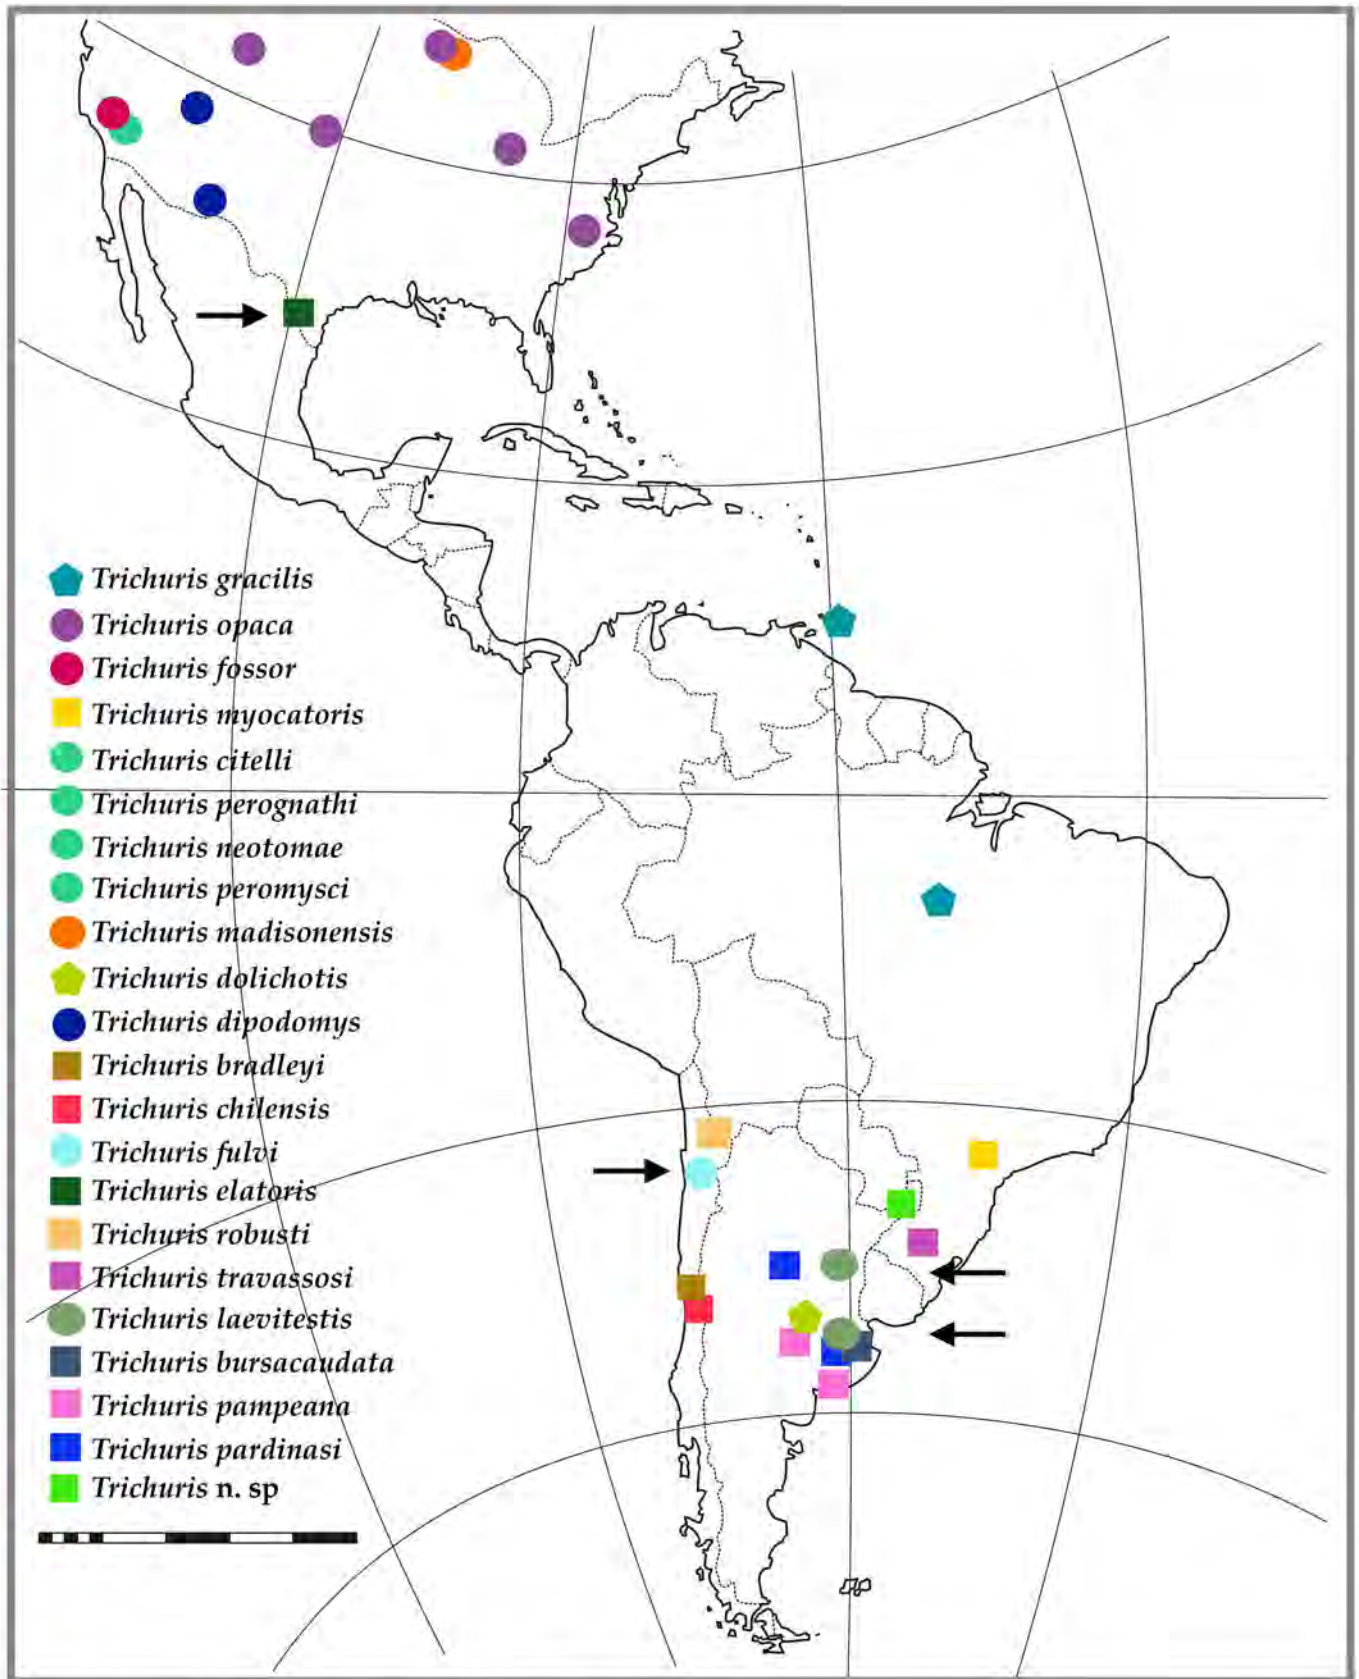 Trichuris gracilis
Trichuris opaca
Trichuris fossor
Trichuris myocatoris
Trichuris citelli
Trichuris perognathi
Trichuris neotomae
Trichuris peromysci
Trichuris madisonensis
Trichuris dolichotis
Trichuris dipodomys
Trichuris bradleyi
Trichuris chilensis
Trichuris fulvi
Trichuris elatoris
Trichuris robusti
Trichuris travassosi
Trichuris laevitestis
Trichuris bursacaudata
Trichuris pampeana
Trichuris pardinasi
Trichuris n. sp